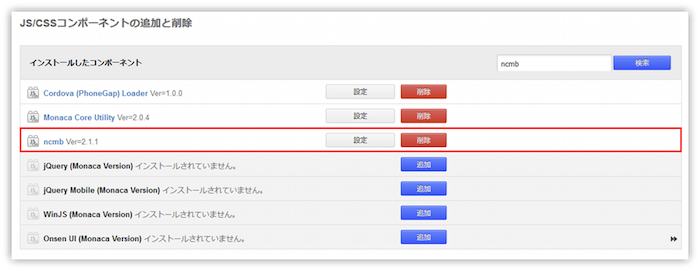 JS/CSSコンポーネントの追加と削除
インストールしたコンポーネント ncmb 検索
Cordova (PhoneGap) Loader Ver=1.0.0 設定 削除
Monaca Core Utility Ver=2.0.4 設定 削除
ncmb Ver=2.1.1 設定 削除
jQuery (Monaca Version) インストールされていません。 追加
jQuery Mobile (Monaca Version) インストールされていません。 追加
WinJS (Monaca Version) インストールされていません。 追加
Onsen UI (Monaca Version) インストールされていません。 追加